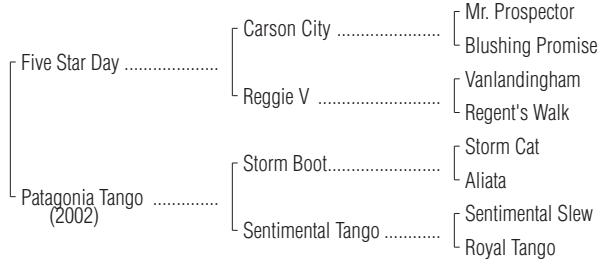 Mr. Prospector
Carson City ....................
Blushing Promise
Five Star Day ...................
Vanlandingham
Reggie V ........................
Regent's Walk
Storm Cat
Storm Boot......................
Aliata
Patagonia Tango .............
(2002)
Sentimental Slew
Sentimental Tango ............
Royal Tango